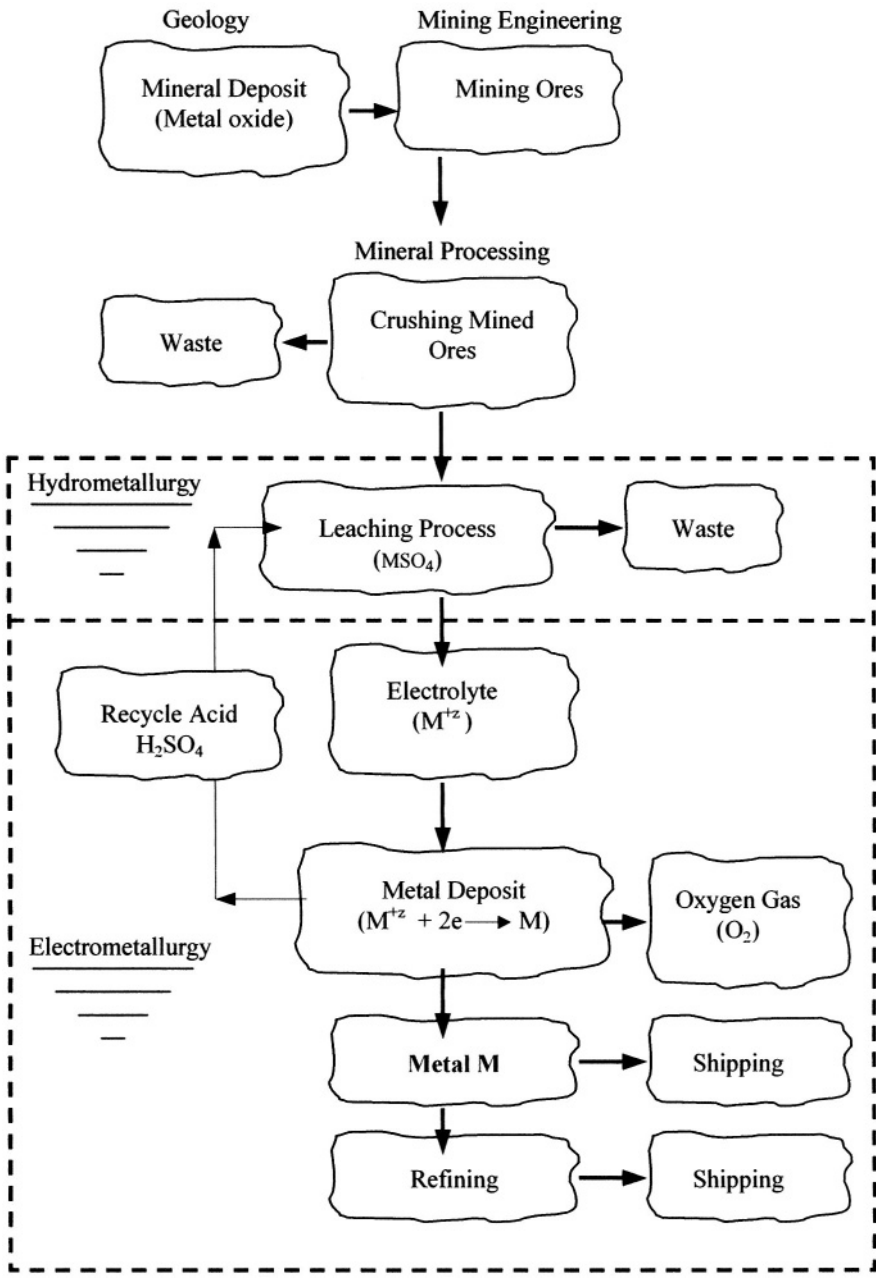 Geology
Mining Engineering
Mineral Deposit
(Metal oxide)
Mining Ores
Mineral Processing
Crushing Mined
Ores
Waste
Hydrometallurgy
Leaching Process
(MSO₄)
Waste
Electrolyte
(M⁺ᶻ)
Recycle Acid
H₂SO₄
Metal Deposit
(M⁺ᶻ + 2e ⟶ M)
Oxygen Gas
(O₂)
Electrometallurgy
Metal M
Shipping
Refining
Shipping